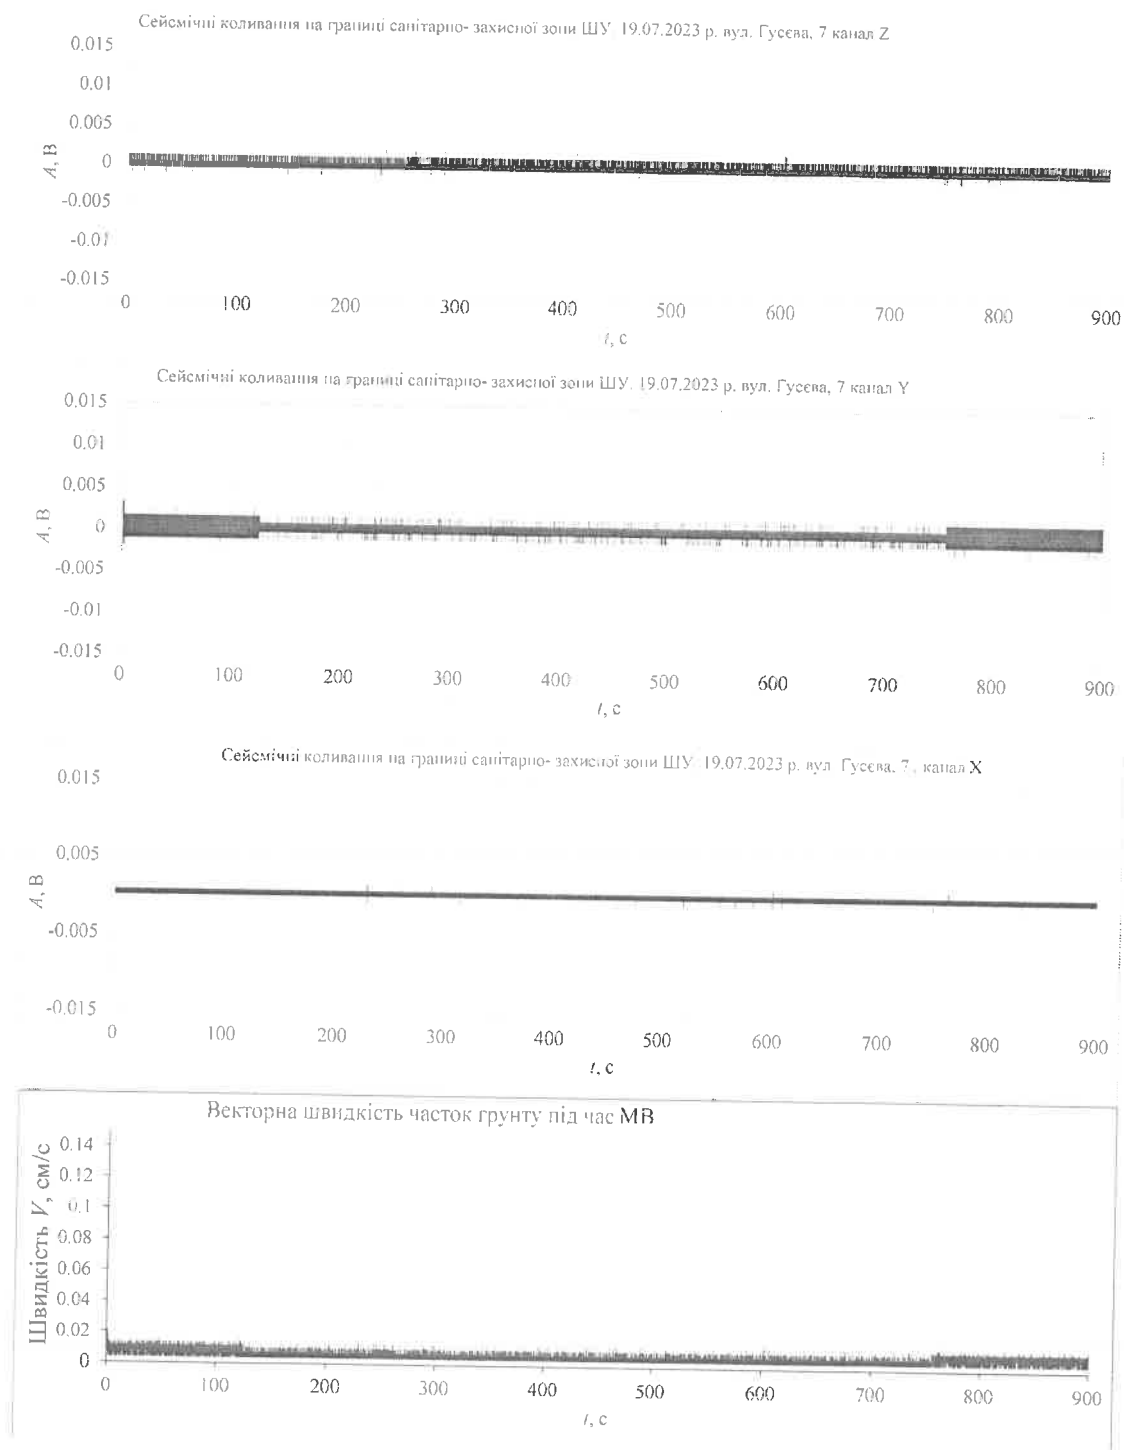 Сейсмічні коливання на границі санітарно- захисної зони ШУ 19.07.2023 р. вул. Гусєва, 7 канал Z
0.015
0.01
0.005
0
-0.005
-0.01
-0.015
A, В
0 100 200 300 400 500 600 700 800 900
t, с
Сейсмічні коливання на границі санітарно- захисної зони ШУ. 19.07.2023 р. вул. Гусєва, 7 канал Y
0.015
0.01
0.005
0
-0.005
-0.01
-0.015
A, В
0 100 200 300 400 500 600 700 800 900
t, с
Сейсмічні коливання на границі санітарно- захисної зони ШУ 19.07.2023 р. вул. Гусєва, 7, канал X
0.015
0.005
-0.005
-0.015
A, В
0 100 200 300 400 500 600 700 800 900
t, с
Векторна швидкість часток грунту під час МВ
0.14
0.12
0.1
0.08
0.06
0.04
0.02
0
Швидкість V, см/с
0 100 200 300 400 500 600 700 800 900
t, с